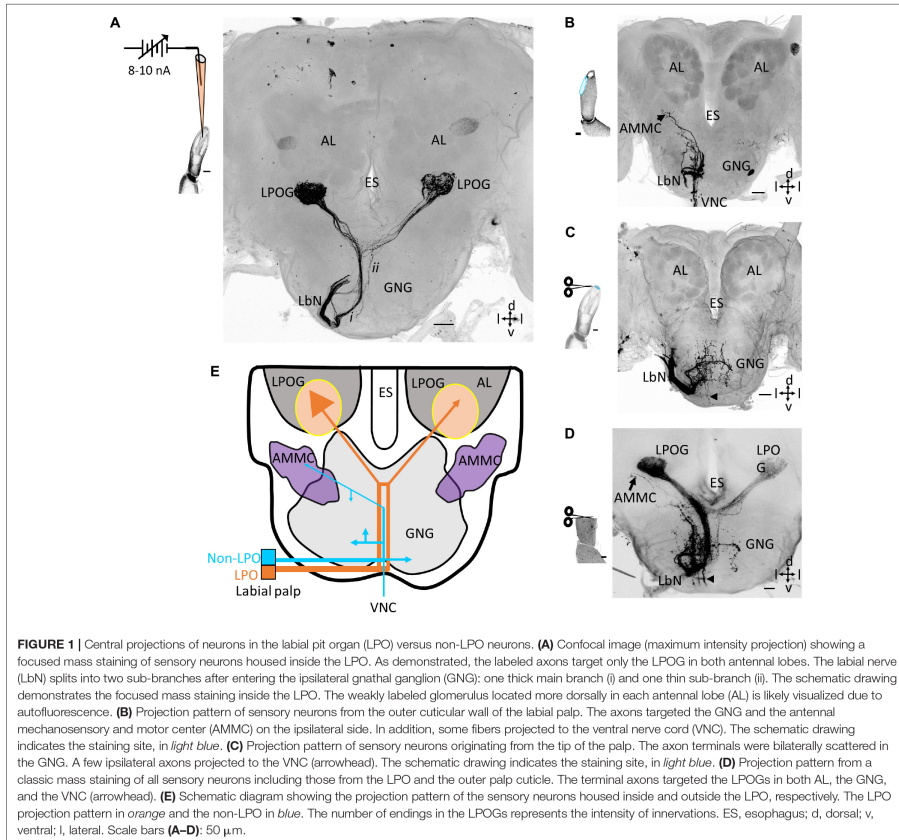 A
8-10 nA
AL
AL
LPOG
ES
LPOG
ii
GNG
LbN
i
d
l l
v
B
AL
AL
ES
AMMC
GNG
LbN
d
l l
v
VNC
C
AL
AL
ES
GNG
LbN
d
l l
v
D
LPOG
LPO
G
ES
AMMC
GNG
LbN
d
l l
v
E
LPOG
ES
LPOG
AL
AMMC
AMMC
GNG
Non-LPO
LPO
Labial palp
VNC
FIGURE 1 | Central projections of neurons in the labial pit organ (LPO) versus non-LPO neurons. (A) Confocal image (maximum intensity projection) showing a
focused mass staining of sensory neurons housed inside the LPO. As demonstrated, the labeled axons target only the LPOG in both antennal lobes. The labial nerve
(LbN) splits into two sub-branches after entering the ipsilateral gnathal ganglion (GNG): one thick main branch (i) and one thin sub-branch (ii). The schematic drawing
demonstrates the focused mass staining inside the LPO. The weakly labeled glomerulus located more dorsally in each antennal lobe (AL) is likely visualized due to
autofluorescence. (B) Projection pattern of sensory neurons from the outer cuticular wall of the labial palp. The axons targeted the GNG and the antennal
mechanosensory and motor center (AMMC) on the ipsilateral side. In addition, some fibers projected to the ventral nerve cord (VNC). The schematic drawing
indicates the staining site, in light blue. (C) Projection pattern of sensory neurons originating from the tip of the palp. The axon terminals were bilaterally scattered in
the GNG. A few ipsilateral axons projected to the VNC (arrowhead). The schematic drawing indicates the staining site, in light blue. (D) Projection pattern from a
classic mass staining of all sensory neurons including those from the LPO and the outer palp cuticle. The terminal axons targeted the LPOGs in both AL, the GNG,
and the VNC (arrowhead). (E) Schematic diagram showing the projection pattern of the sensory neurons housed inside and outside the LPO, respectively. The LPO
projection pattern in orange and the non-LPO in blue. The number of endings in the LPOGs represents the intensity of innervations. ES, esophagus; d, dorsal; v,
ventral; l, lateral. Scale bars (A–D): 50 μm.